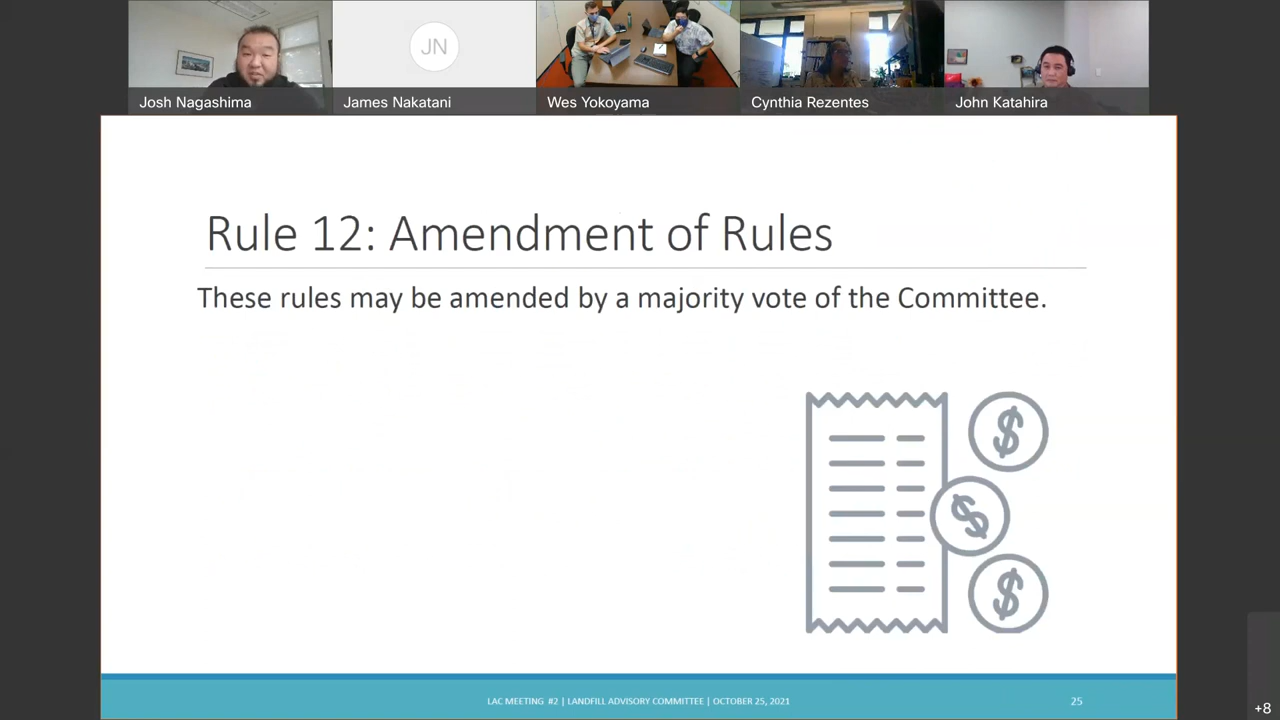 JN
Josh Nagashima
James Nakatani
Wes Yokoyama
Cynthia Rezentes
John Katahira
Rule 12: Amendment of Rules
These rules may be amended by a majority vote of the Committee.
$
$
$
LAC MEETING #2 | LANDFILL ADVISORY COMMITTEE | OCTOBER 25, 2021
25
+8